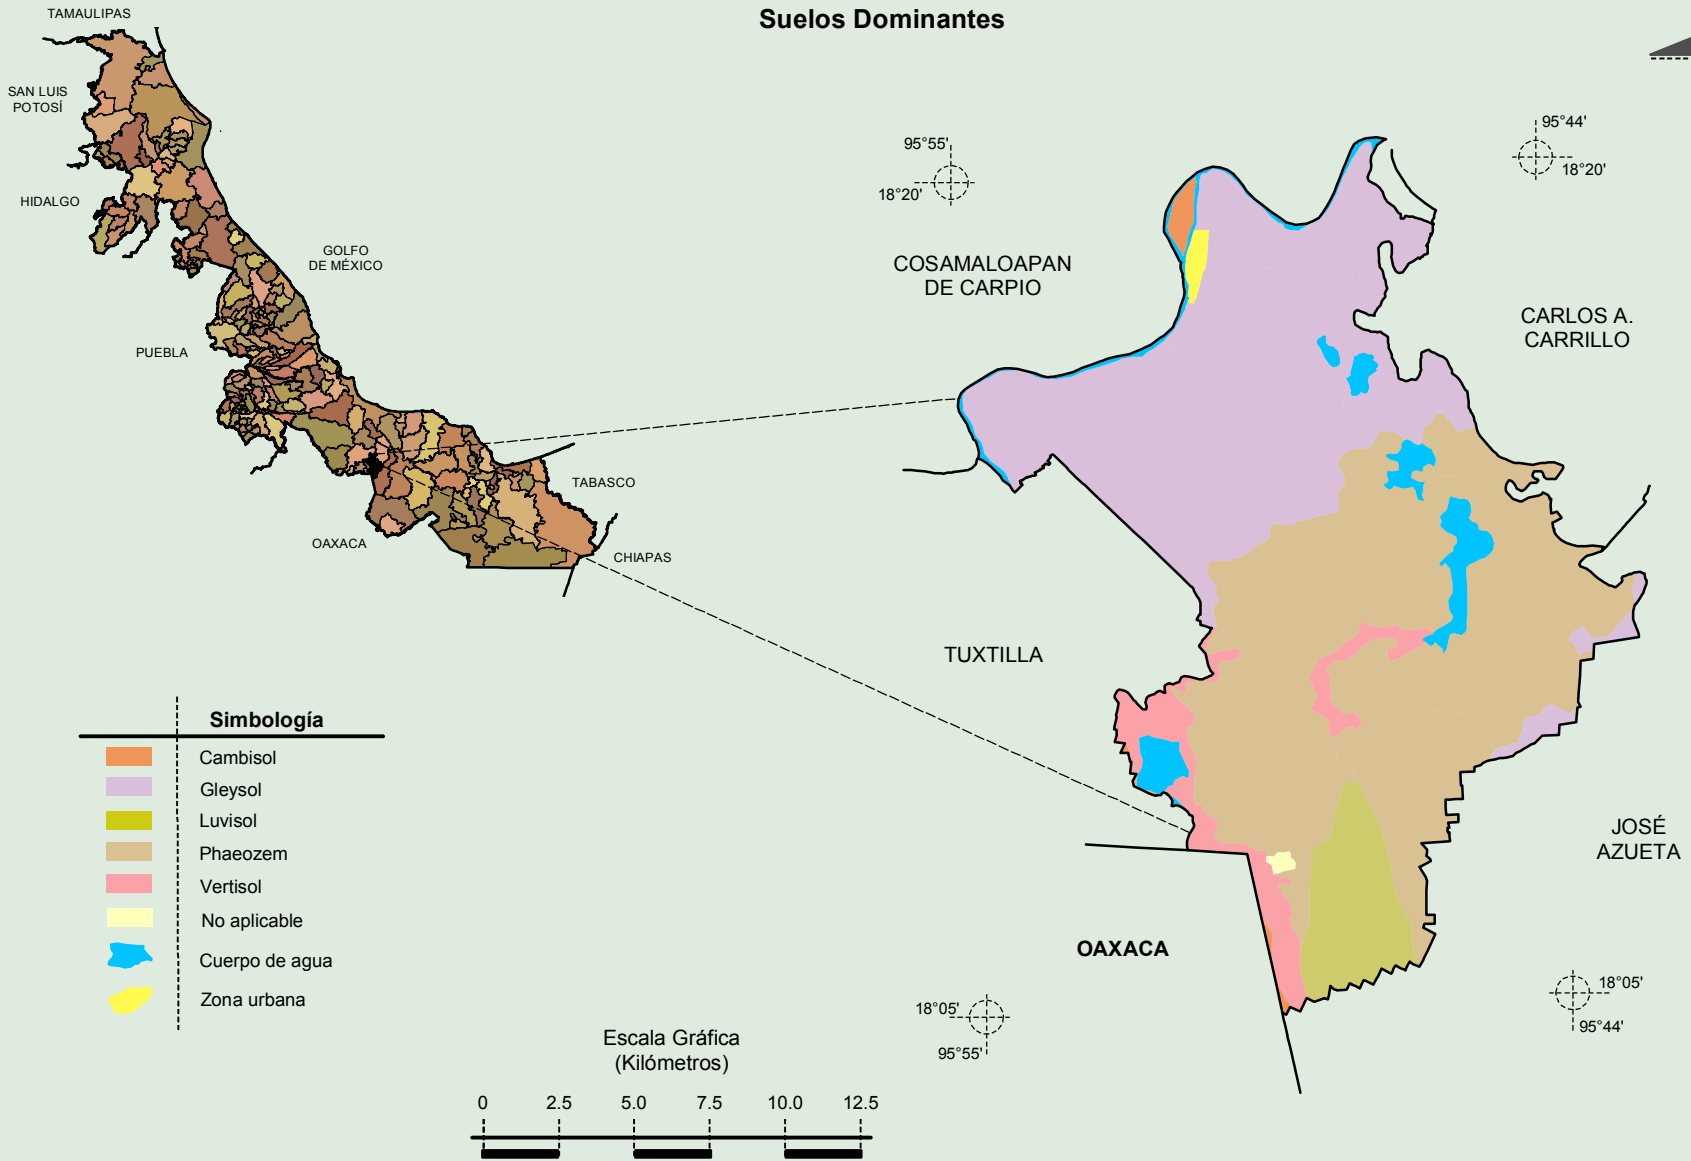 Suelos Dominantes
TAMAULIPAS
SAN LUIS
POTOSÍ
HIDALGO
GOLFO
DE MÉXICO
PUEBLA
OAXACA
TABASCO
CHIAPAS
95°55'
18°20'
95°44'
18°20'
COSAMALOAPAN
DE CARPIO
CARLOS A.
CARRILLO
TUXTILLA
JOSÉ
AZUETA
OAXACA
18°05'
95°55'
18°05'
95°44'
Simbología
Cambisol
Gleysol
Luvisol
Phaeozem
Vertisol
No aplicable
Cuerpo de agua
Zona urbana
Escala Gráfica
(Kilómetros)
0 2.5 5.0 7.5 10.0 12.5